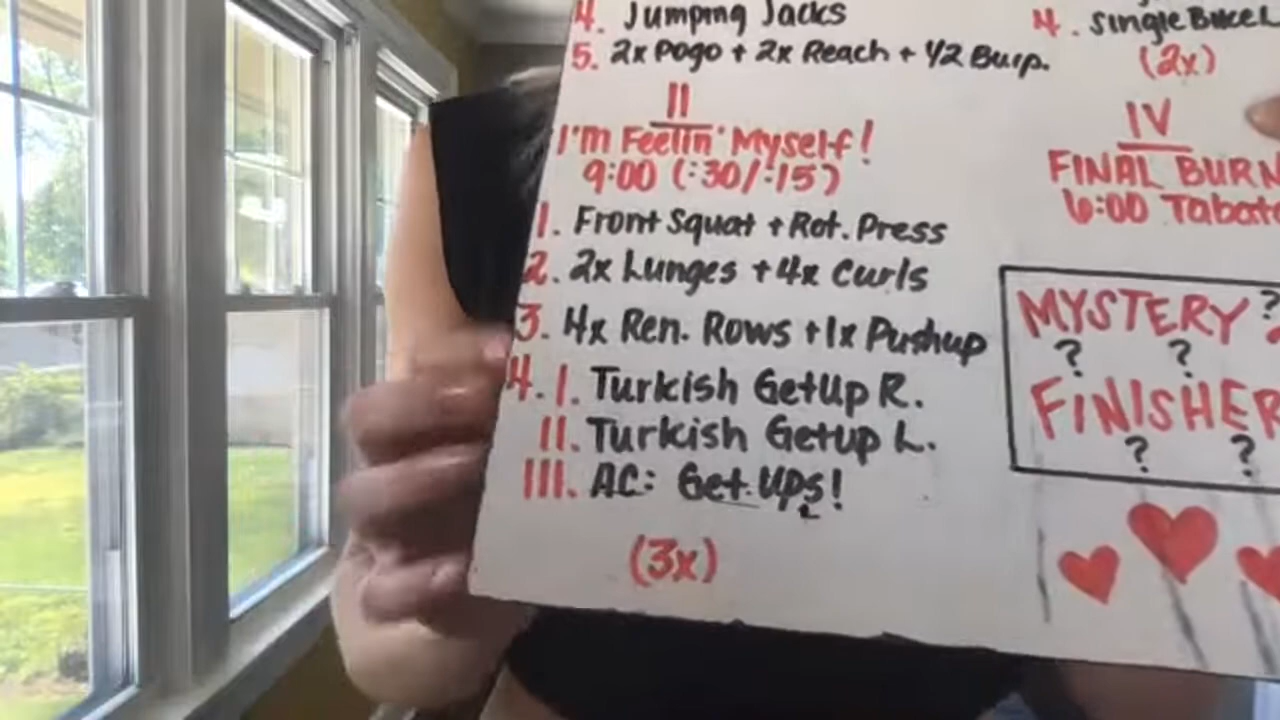 4. Jumping Jacks
5. 2x Pogo + 2x Reach + 1/2 Burp.
II
I'm Feelin' Myself!
9:00 (:30/:15)
1. Front Squat + Rot. Press
2. 2x Lunges + 4x Curls
3. 4x Ren. Rows + 1x Pushup
4. I. Turkish GetUp R.
II. Turkish Getup L.
III. AC: Get Ups!
(3x)
4. Single
(2x)
IV
FINAL BURN
6:00
MYSTERY ?
? ?
FINISHER
? ?